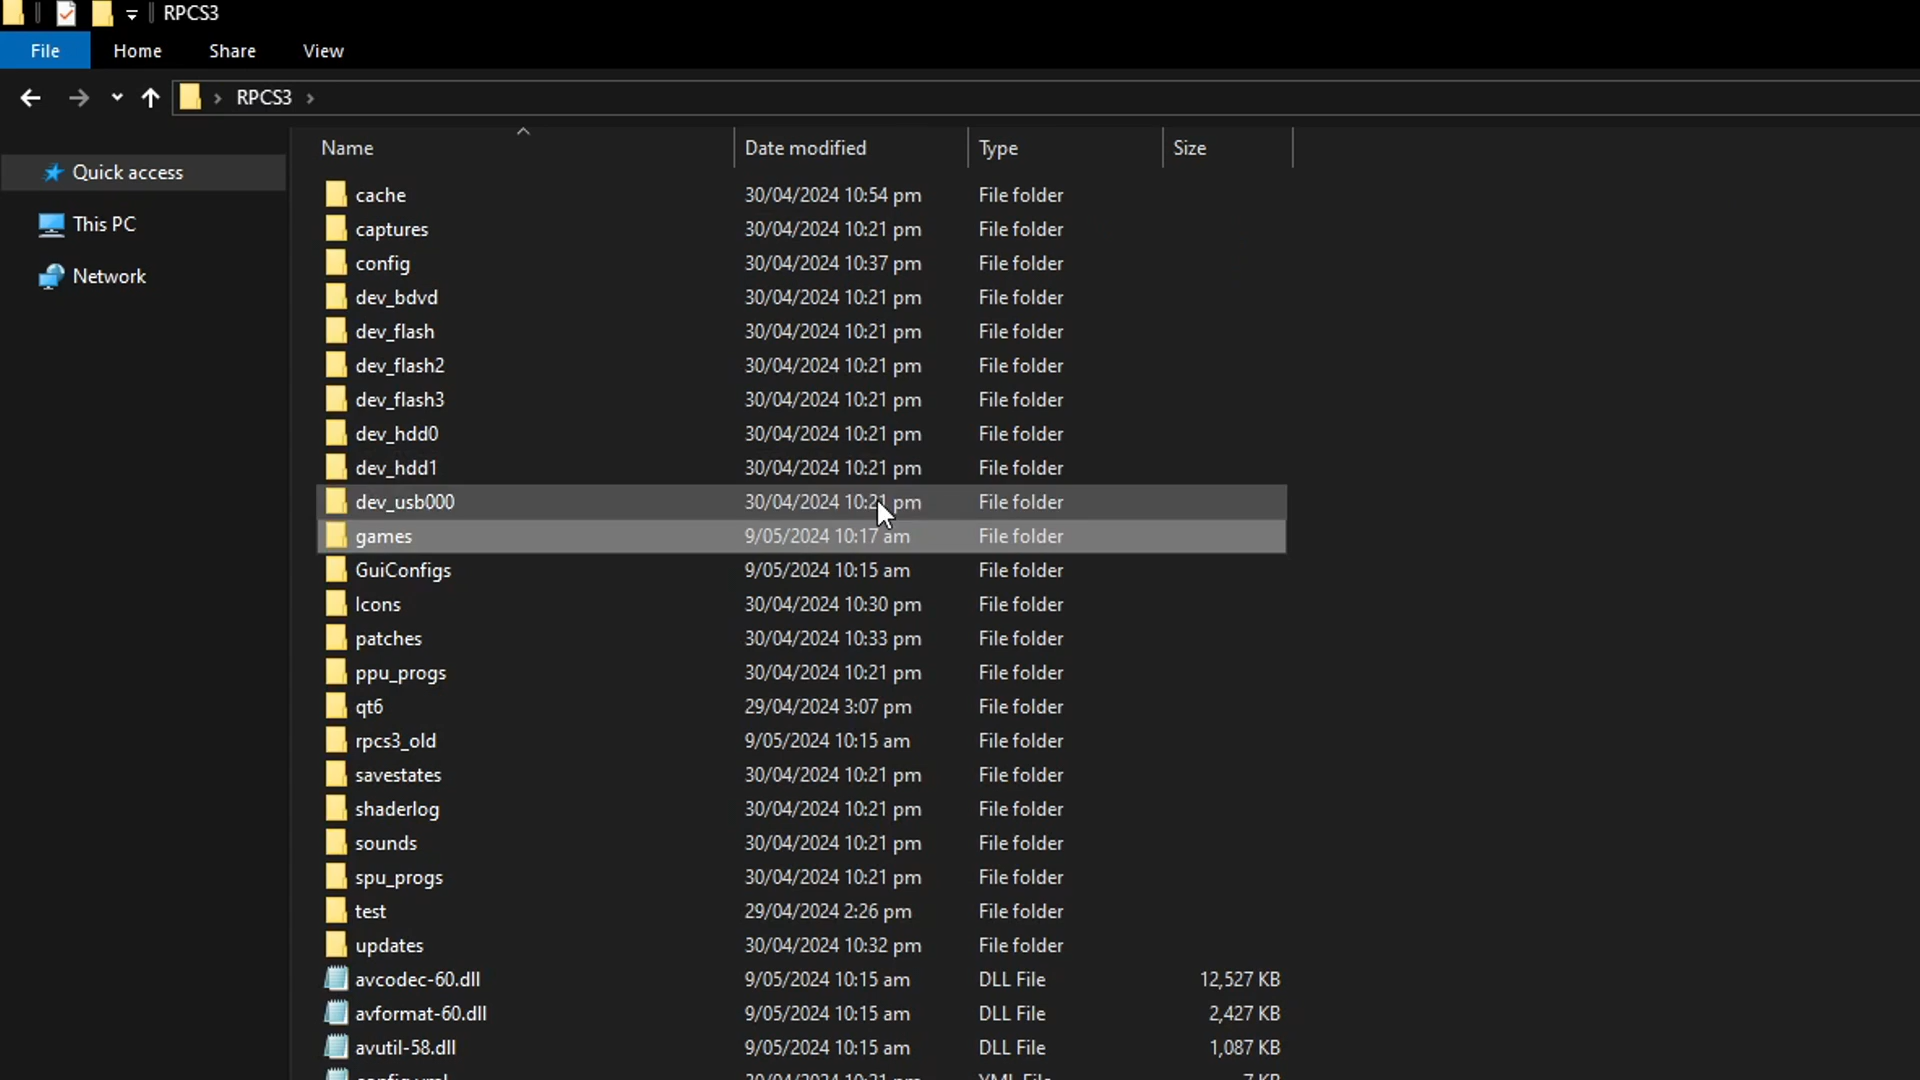 RPCS3
File Home Share View
RPCS3
Name Date modified Type Size
Quick access
This PC
Network
cache 30/04/2024 10:54 pm File folder
captures 30/04/2024 10:21 pm File folder
config 30/04/2024 10:37 pm File folder
dev_bdvd 30/04/2024 10:21 pm File folder
dev_flash 30/04/2024 10:21 pm File folder
dev_flash2 30/04/2024 10:21 pm File folder
dev_flash3 30/04/2024 10:21 pm File folder
dev_hdd0 30/04/2024 10:21 pm File folder
dev_hdd1 30/04/2024 10:21 pm File folder
dev_usb000 30/04/2024 10:21 pm File folder
games 9/05/2024 10:17 am File folder
GuiConfigs 9/05/2024 10:15 am File folder
Icons 30/04/2024 10:30 pm File folder
patches 30/04/2024 10:33 pm File folder
ppu_progs 30/04/2024 10:21 pm File folder
qt6 29/04/2024 3:07 pm File folder
rpcs3_old 9/05/2024 10:15 am File folder
savestates 30/04/2024 10:21 pm File folder
shaderlog 30/04/2024 10:21 pm File folder
sounds 30/04/2024 10:21 pm File folder
spu_progs 30/04/2024 10:21 pm File folder
test 29/04/2024 2:26 pm File folder
updates 30/04/2024 10:32 pm File folder
avcodec-60.dll 9/05/2024 10:15 am DLL File 12,527 KB
avformat-60.dll 9/05/2024 10:15 am DLL File 2,427 KB
avutil-58.dll 9/05/2024 10:15 am DLL File 1,087 KB